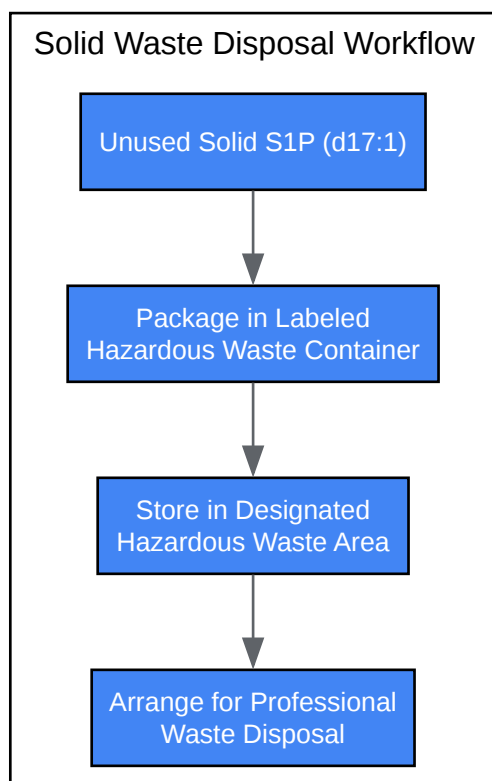 Solid Waste Disposal Workflow
Unused Solid S1P (d17:1)
Package in Labeled
Hazardous Waste Container
Store in Designated
Hazardous Waste Area
Arrange for Professional
Waste Disposal